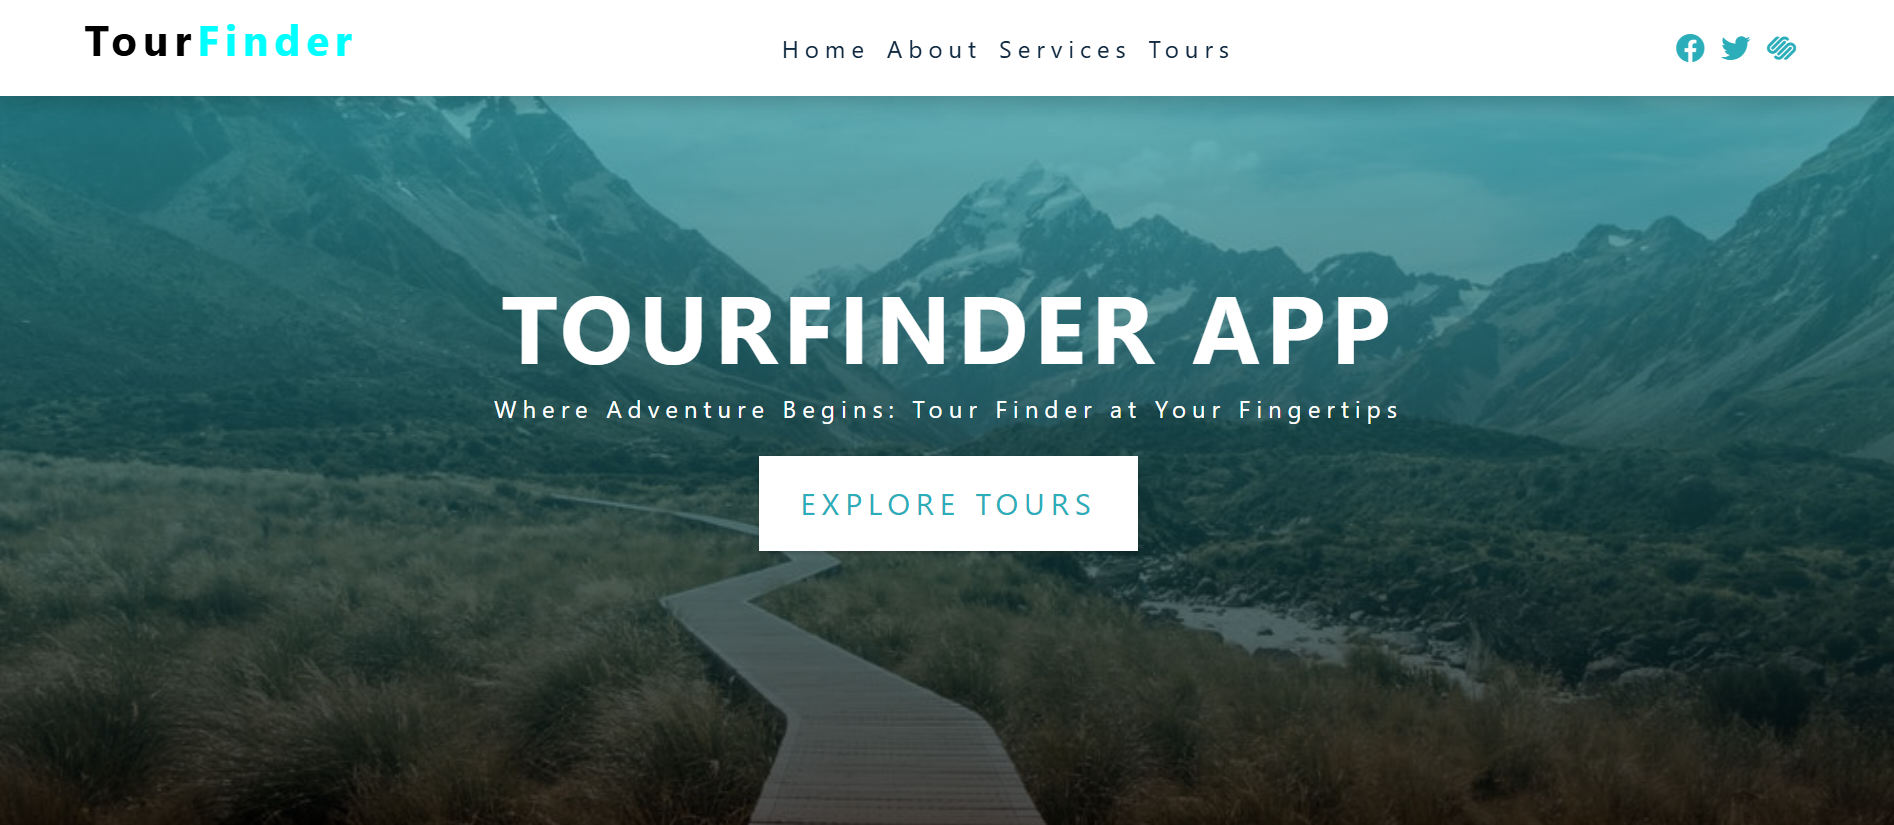 TourFinder
Home About Services Tours
TOURFINDER APP
Where Adventure Begins: Tour Finder at Your Fingertips
EXPLORE TOURS